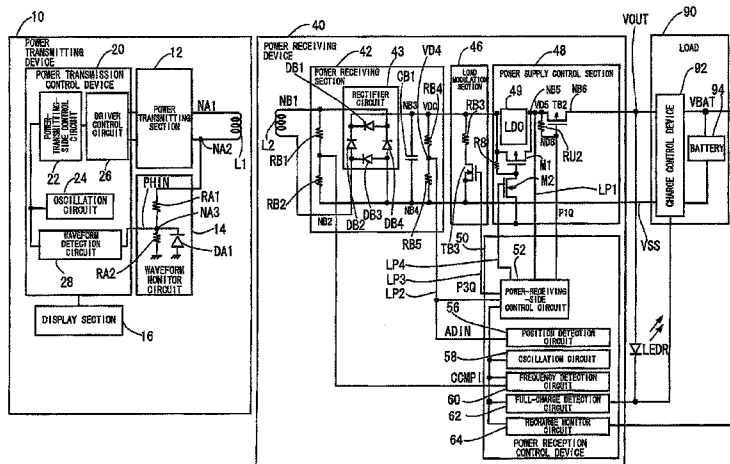 10
POWER
TRANSMITTING
DEVICE
20
POWER TRANSMISSION
CONTROL DEVICE
POWER-
TRANSMITTING-
SIDE CONTROL
CIRCUIT
22
DRIVER CONTROL
CIRCUIT
26
24
OSCILLATION
CIRCUIT
WAVEFORM
DETECTION
CIRCUIT
28
12
POWER
TRANSMITTING
SECTION
NA1
NA2
L1
PHIN
RA1
NA3
14
RA2
DA1
WAVEFORM
MONITOR
CIRCUIT
DISPLAY SECTION
16
40
POWER RECEIVING
DEVICE
42
POWER RECEIVING
SECTION
43
RECTIFIER
CIRCUIT
DB1
CB1
VD4
RB4
NB1
NB3
VDC
L2
RB1
RB2
NB2
DB2
DB3
DB4
NB4
RB5
46
LOAD
MODULATION
SECTION
RB3
TB3
48
POWER SUPPLY CONTROL SECTION
49
LDO
NB5
VD5
TB2
NB6
NB8
RU2
R8
M1
M2
LP1
P1Q
VOUT
VSS
90
LOAD
92
CHARGE CONTROL DEVICE
VBAT
94
BATTERY
50
LP4
LP3
LP2
P3Q
52
POWER-RECEIVING
-SIDE
CONTROL CIRCUIT
56
ADIN
POSITION DETECTION
CIRCUIT
58
OSCILLATION CIRCUIT
CCMPI
FREQUENCY DETECTION
CIRCUIT
60
FULL-CHARGE DETECTION
CIRCUIT
62
RECHARGE MONITOR
CIRCUIT
64
POWER RECEPTION
CONTROL DEVICE
LEDR